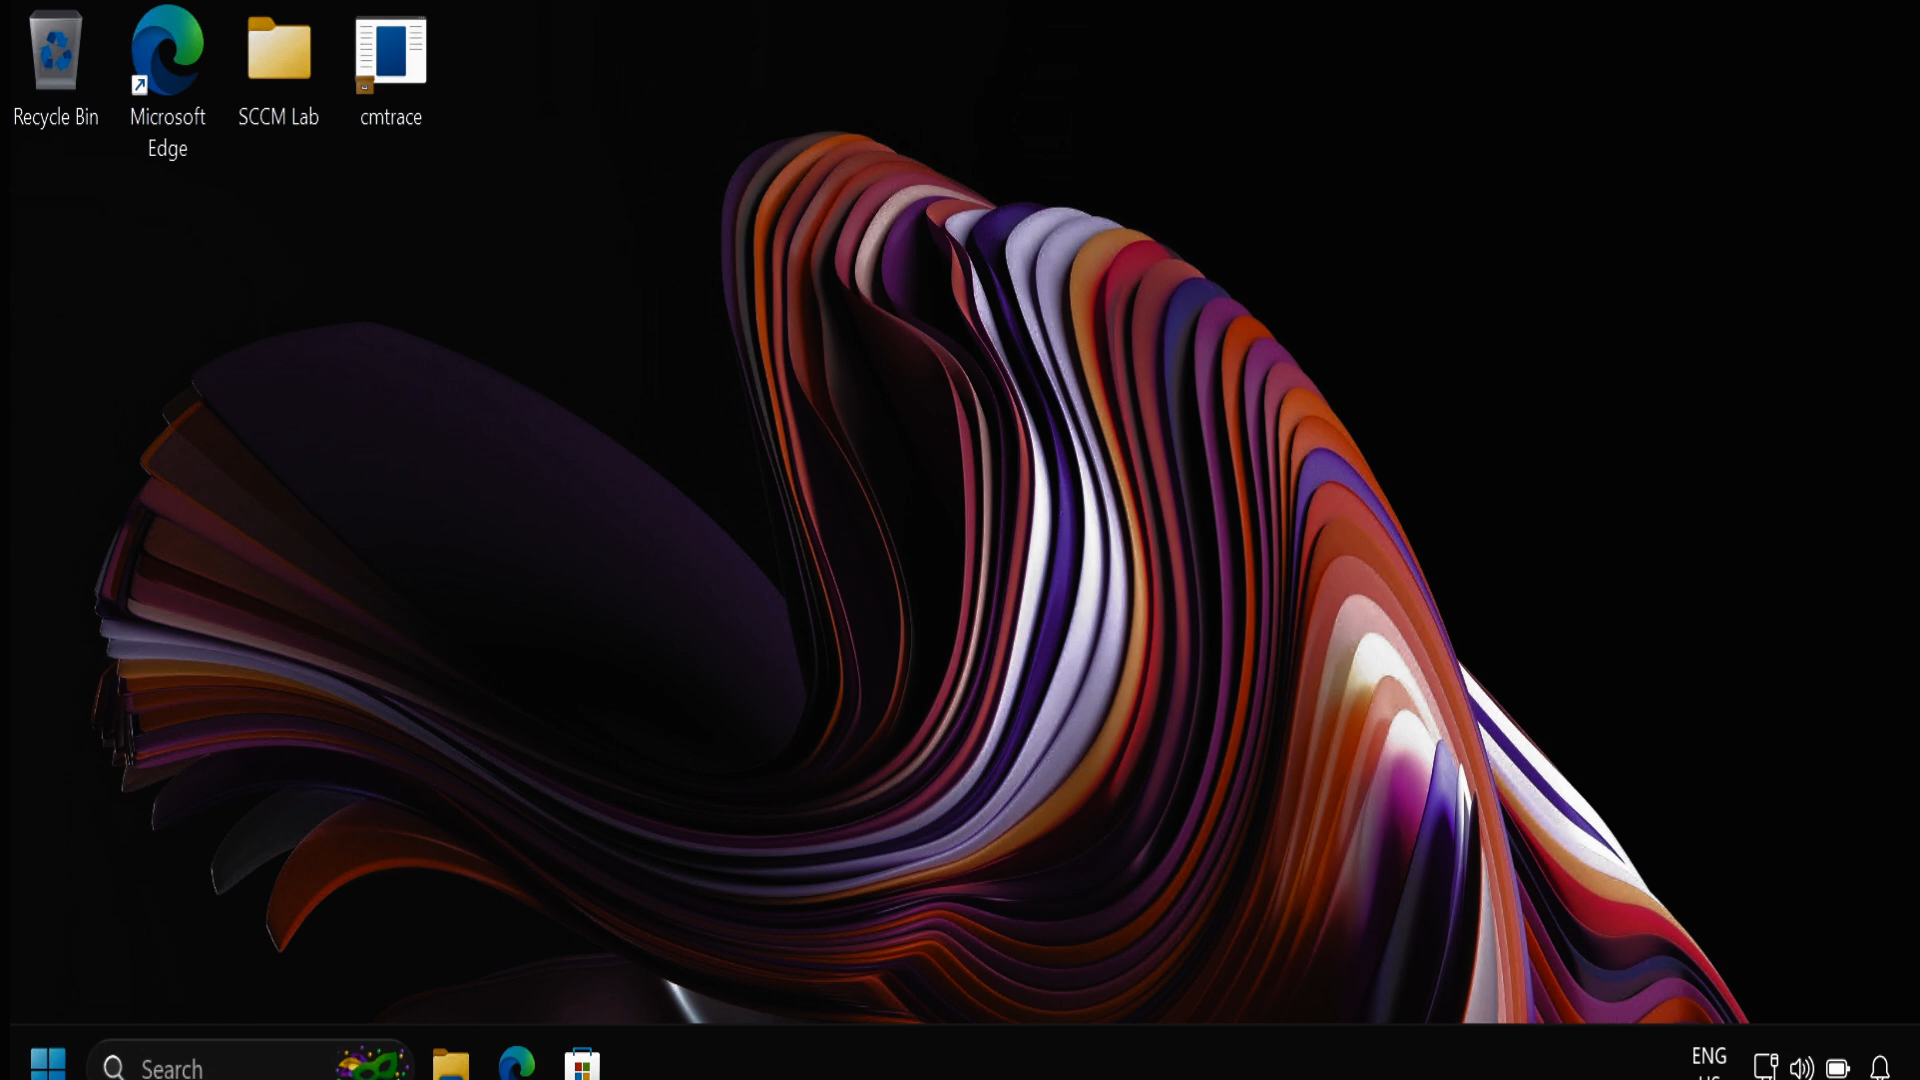 Recycle Bin
Microsoft
Edge
SCCM Lab
cmtrace
Search
ENG